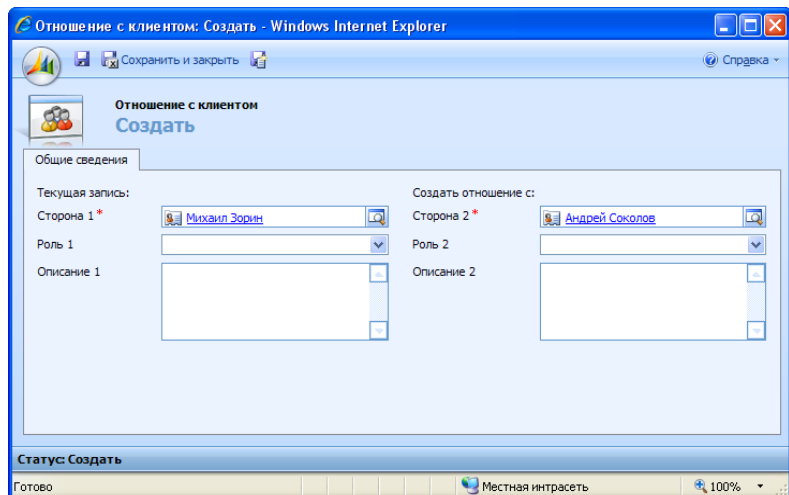 Отношение с клиентом: Создать - Windows Internet Explorer
Сохранить и закрыть
Справка
Отношение с клиентом
Создать
Общие сведения
Текущая запись: Создать отношение с:
Сторона 1* Михаил Зорин Сторона 2* Андрей Соколов
Роль 1 Роль 2
Описание 1 Описание 2
Статус: Создать
Готово Местная интрасеть 100%